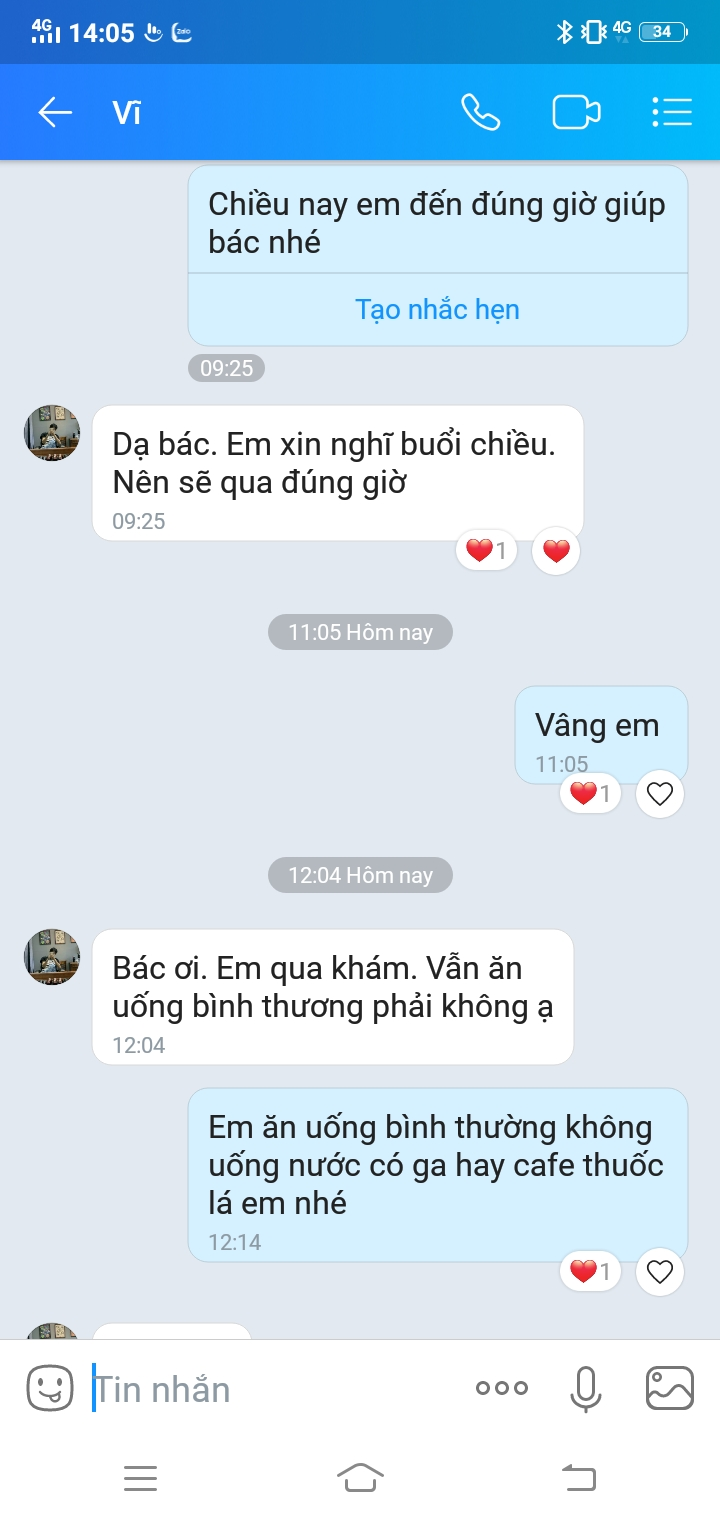 4G 14:05 Zalo 4G 34
Vĩ
Chiều nay em đến đúng giờ giúp
bác nhé
Tạo nhắc hẹn
09:25
Dạ bác. Em xin nghĩ buổi chiều.
Nên sẽ qua đúng giờ
09:25
1
11:05 Hôm nay
Vâng em
11:05
1
12:04 Hôm nay
Bác ơi. Em qua khám. Vẫn ăn
uống bình thương phải không ạ
12:04
Em ăn uống bình thường không
uống nước có ga hay cafe thuốc
lá em nhé
12:14
1
Tin nhắn